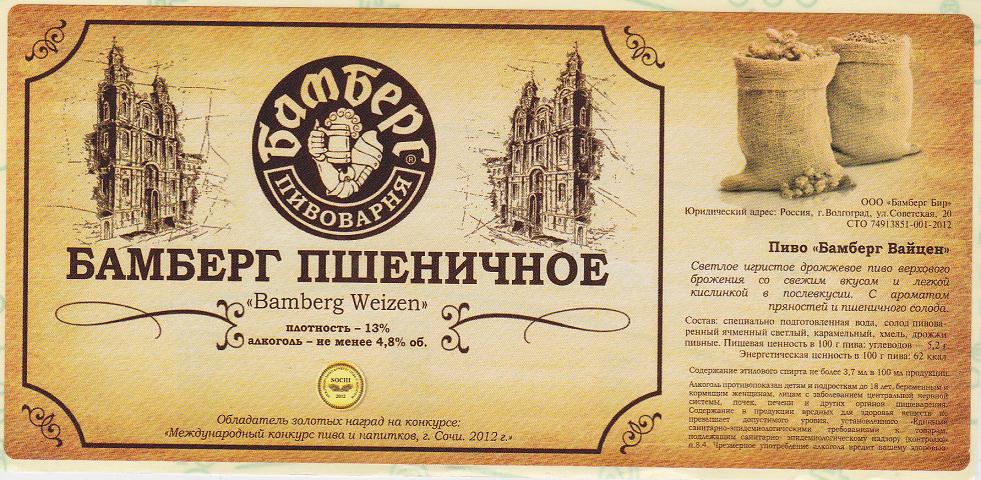 Бамберг
®
ПИВОВАРНЯ
БАМБЕРГ ПШЕНИЧНОЕ
«Bamberg Weizen»
плотность – 13%
алкоголь – не менее 4,8% об.
SOCHI
2012
Обладатель золотых наград на конкурсе:
«Международный конкурс пива и напитков, г. Сочи. 2012 г.»
ООО «Бамберг Бир»
Юридический адрес: Россия, г.Волгоград, ул.Советская, 20
СТО 74913851-001-2012
Пиво «Бамберг Вайцен»
Светлое игристое дрожжевое пиво верхового
брожения со свежим вкусом и легкой
кислинкой в послевкусии. С ароматом
пряностей и пшеничного солода.
Состав: специально подготовленная вода, солод пивова-
ренный ячменный светлый, карамельный, хмель, дрожжи
пивные. Пищевая ценность в 100 г пива: углеводов – 5,2 г.
Энергетическая ценность в 100 г пива: 62 ккал.
Содержание этилового спирта не более 3,7 мл в 100 мл продукции.
Алкоголь противопоказан детям и подросткам до 18 лет, беременным и
кормящим женщинам, лицам с заболеванием центральной нервной
системы, почек, печени и других органов пищеварения.
Содержание в продукции вредных для здоровья веществ не
превышает допустимого уровня, установленного «Единым
санитарно-эпидемиологическими требованиями к товарам,
подлежащим санитарно- эпидемиологическому надзору (контролю)
п.8.4. Чрезмерное употребление алкоголя вредит вашему здоровью